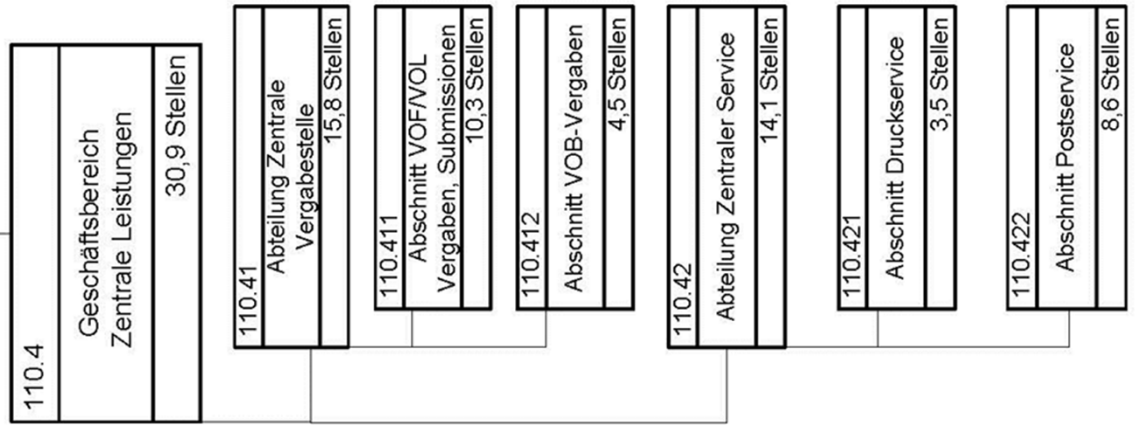 110.4
Geschäftsbereich
Zentrale Leistungen
30,9 Stellen
110.41
Abteilung Zentrale
Vergabestelle
15,8 Stellen
110.411
Abschnitt VOF/VOL
Vergaben, Submissionen
10,3 Stellen
110.412
Abschnitt VOB-Vergaben
4,5 Stellen
110.42
Abteilung Zentraler Service
14,1 Stellen
110.421
Abschnitt Druckservice
3,5 Stellen
110.422
Abschnitt Postservice
8,6 Stellen